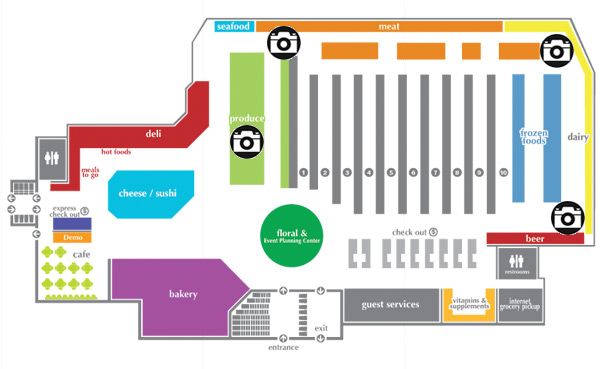 seafood
meat
produce
deli
hot foods
meals
to go
cheese / sushi
express
check out $
Demo
cafe
bakery
1
2
3
4
5
6
7
8
9
10
frozen
foods
dairy
floral &
Event Planning Center
check out $
beer
restrooms
guest services
vitamins &
supplements
internet
grocery pickup
exit
entrance